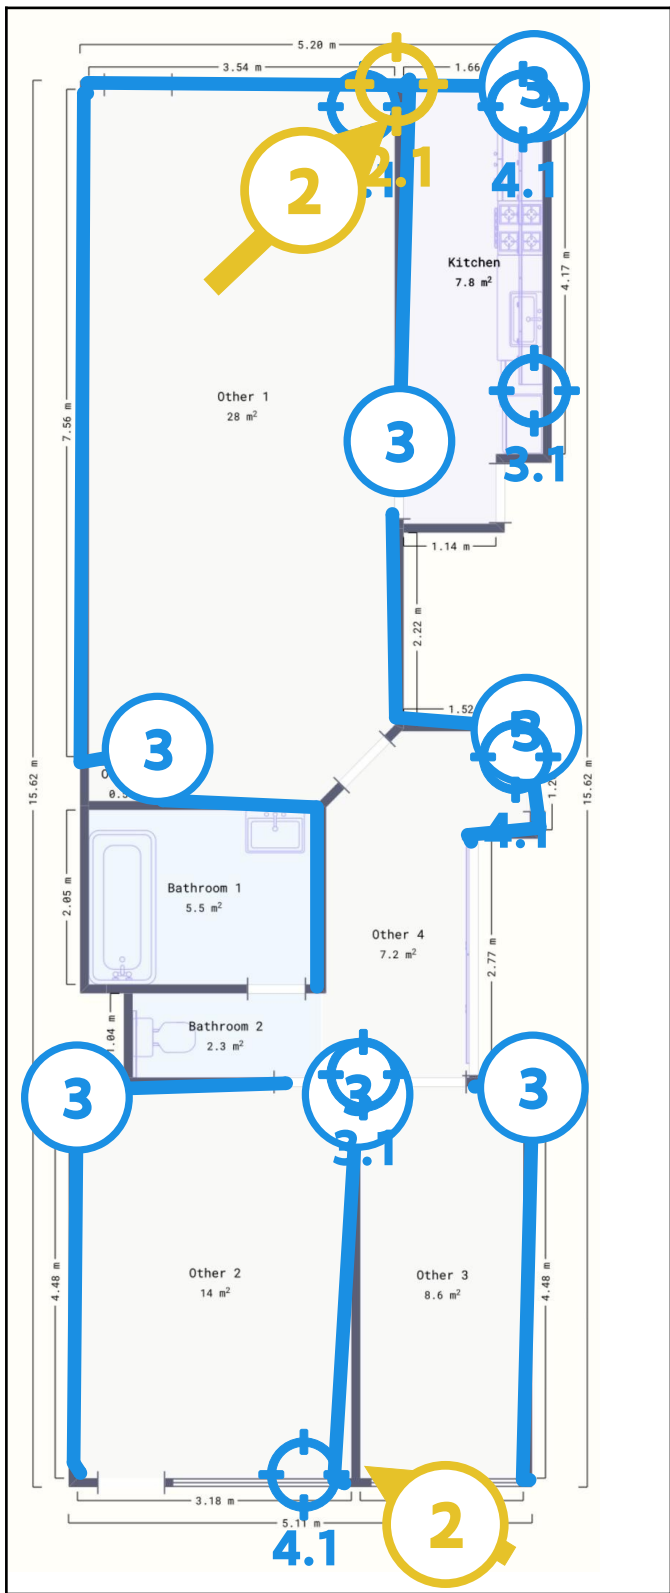 5.20 m
3.54 m
1.66
3
4.1
2.1
2
Kitchen
7.8 m²
4.17 m
7.56 m
Other 1
28 m²
3
3.1
1.14 m
2.22 m
1.52
3
3
4.1
15.62 m
15.62 m
2.05 m
Bathroom 1
5.5 m²
Other 4
7.2 m²
2.77 m
Bathroom 2
2.3 m²
3
3
3
3.1
4.48 m
Other 2
14 m²
Other 3
8.6 m²
4.48 m
3.18 m
5.11 m
4.1
2